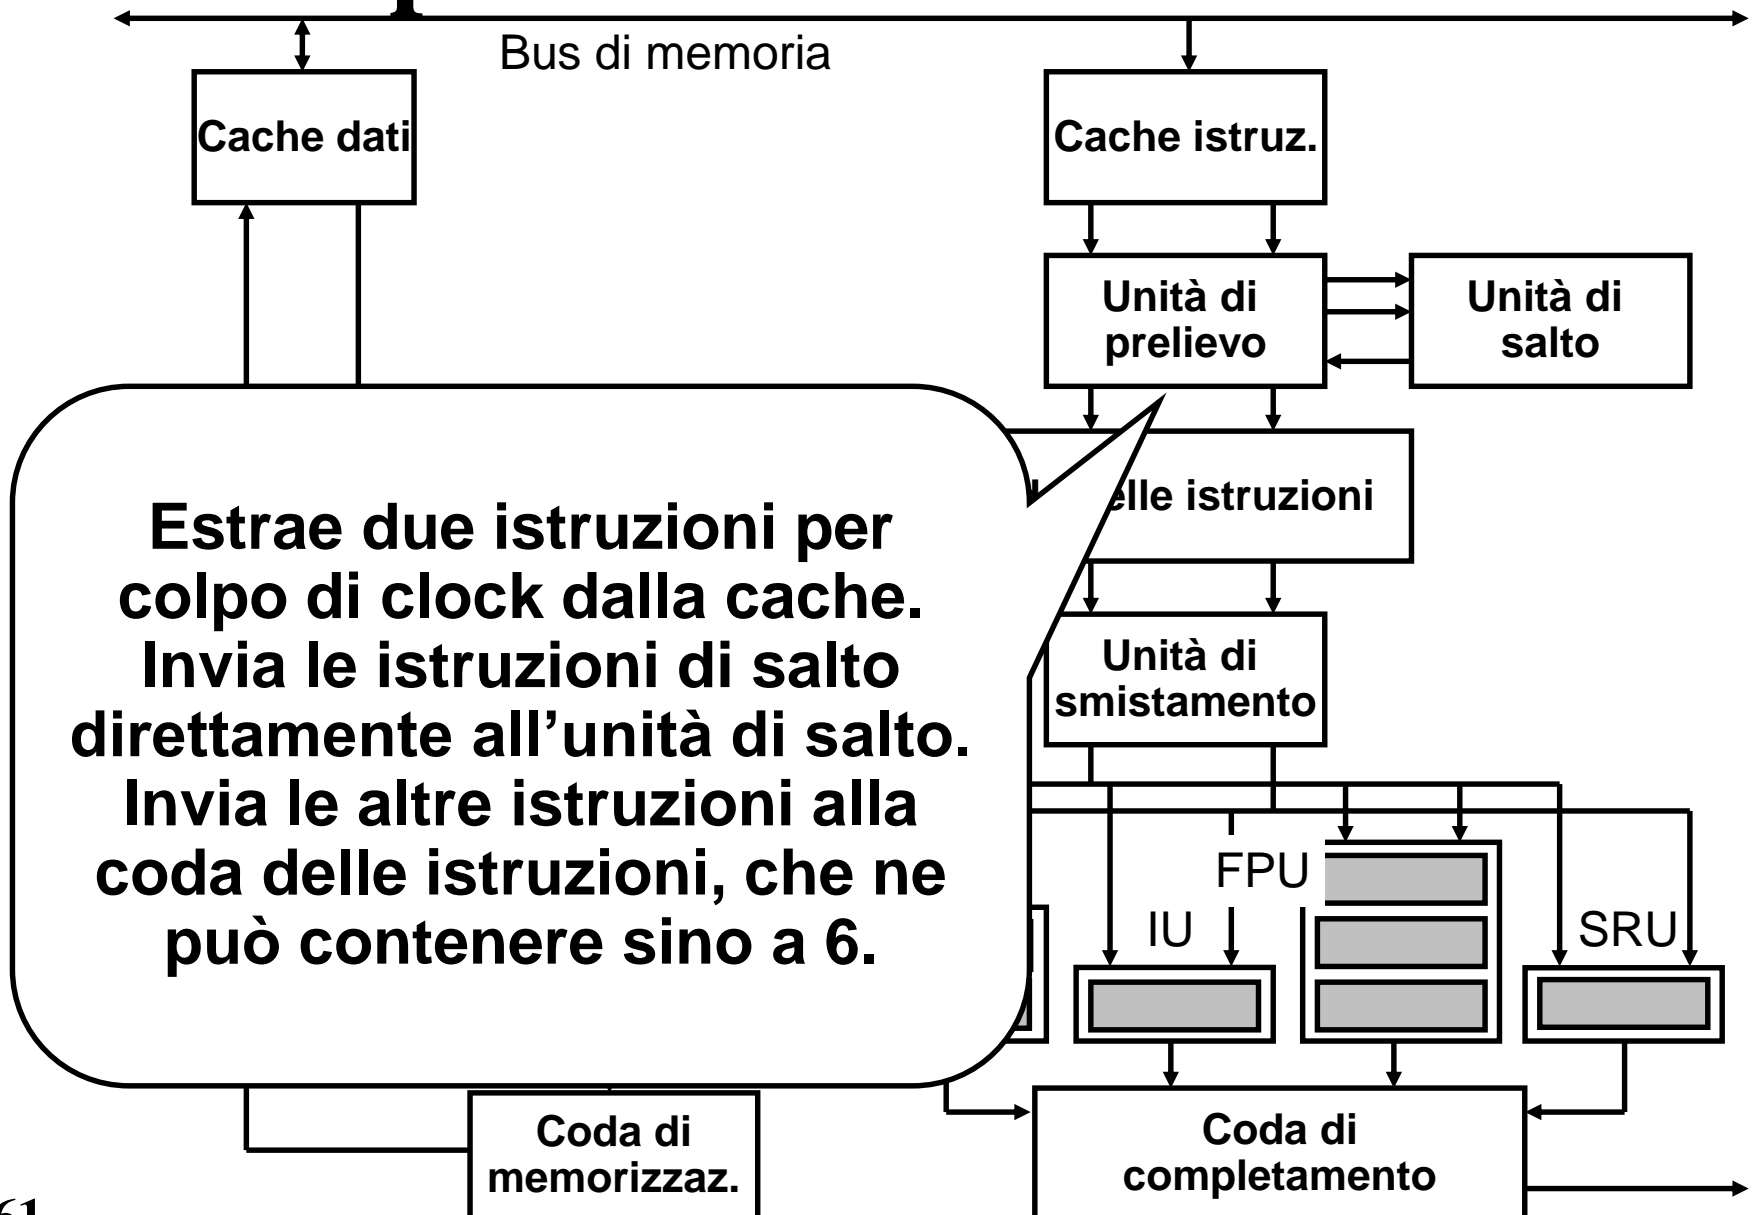 Bus di memoria
Cache dati
Cache istruz.
Unità di
prelievo
Unità di
salto
elle istruzioni
Estrae due istruzioni per
colpo di clock dalla cache.
Invia le istruzioni di salto
direttamente all’unità di salto.
Invia le altre istruzioni alla
coda delle istruzioni, che ne
può contenere sino a 6.
Unità di
smistamento
FPU
IU
SRU
Coda di
memorizzaz.
Coda di
completamento
61